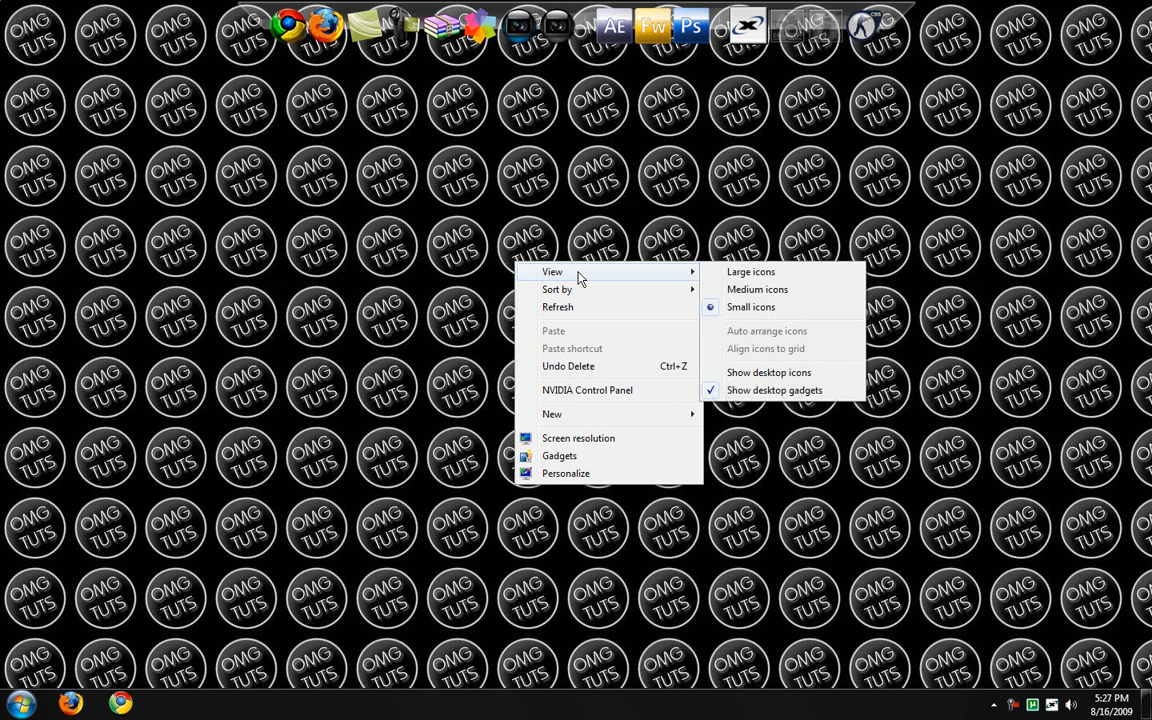 AE Fw Ps CSS
View
Sort by
Refresh
Paste
Paste shortcut
Undo Delete Ctrl+Z
NVIDIA Control Panel
New
Screen resolution
Gadgets
Personalize
Large icons
Medium icons
Small icons
Auto arrange icons
Align icons to grid
Show desktop icons
Show desktop gadgets
OMG
TUTS
5:27 PM
8/16/2009